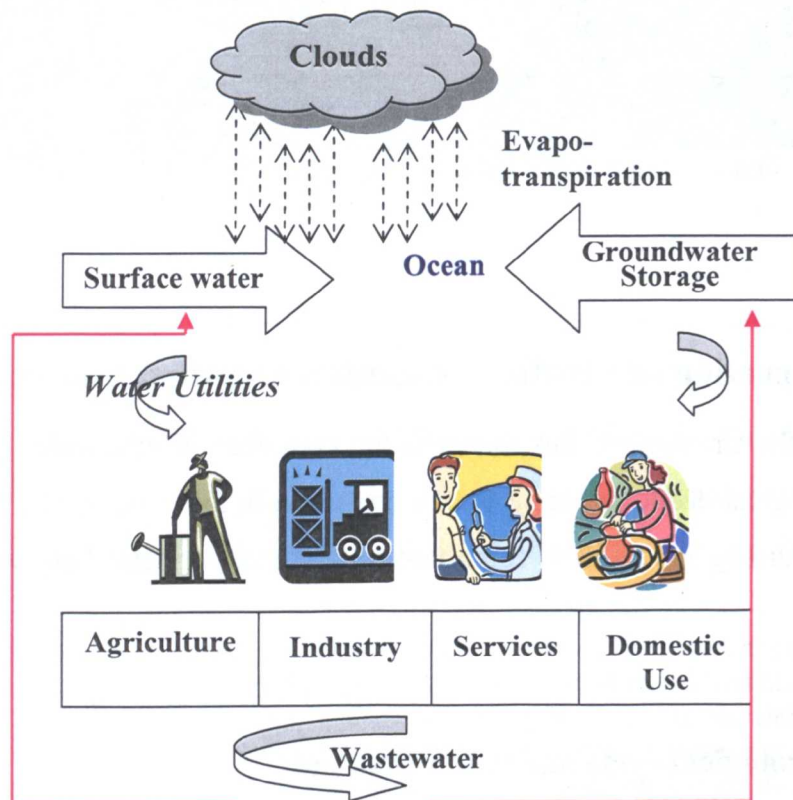 Clouds
Evapo-
transpiration
Surface water
Ocean
Groundwater
Storage
Water Utilities
Agriculture
Industry
Services
Domestic
Use
Wastewater